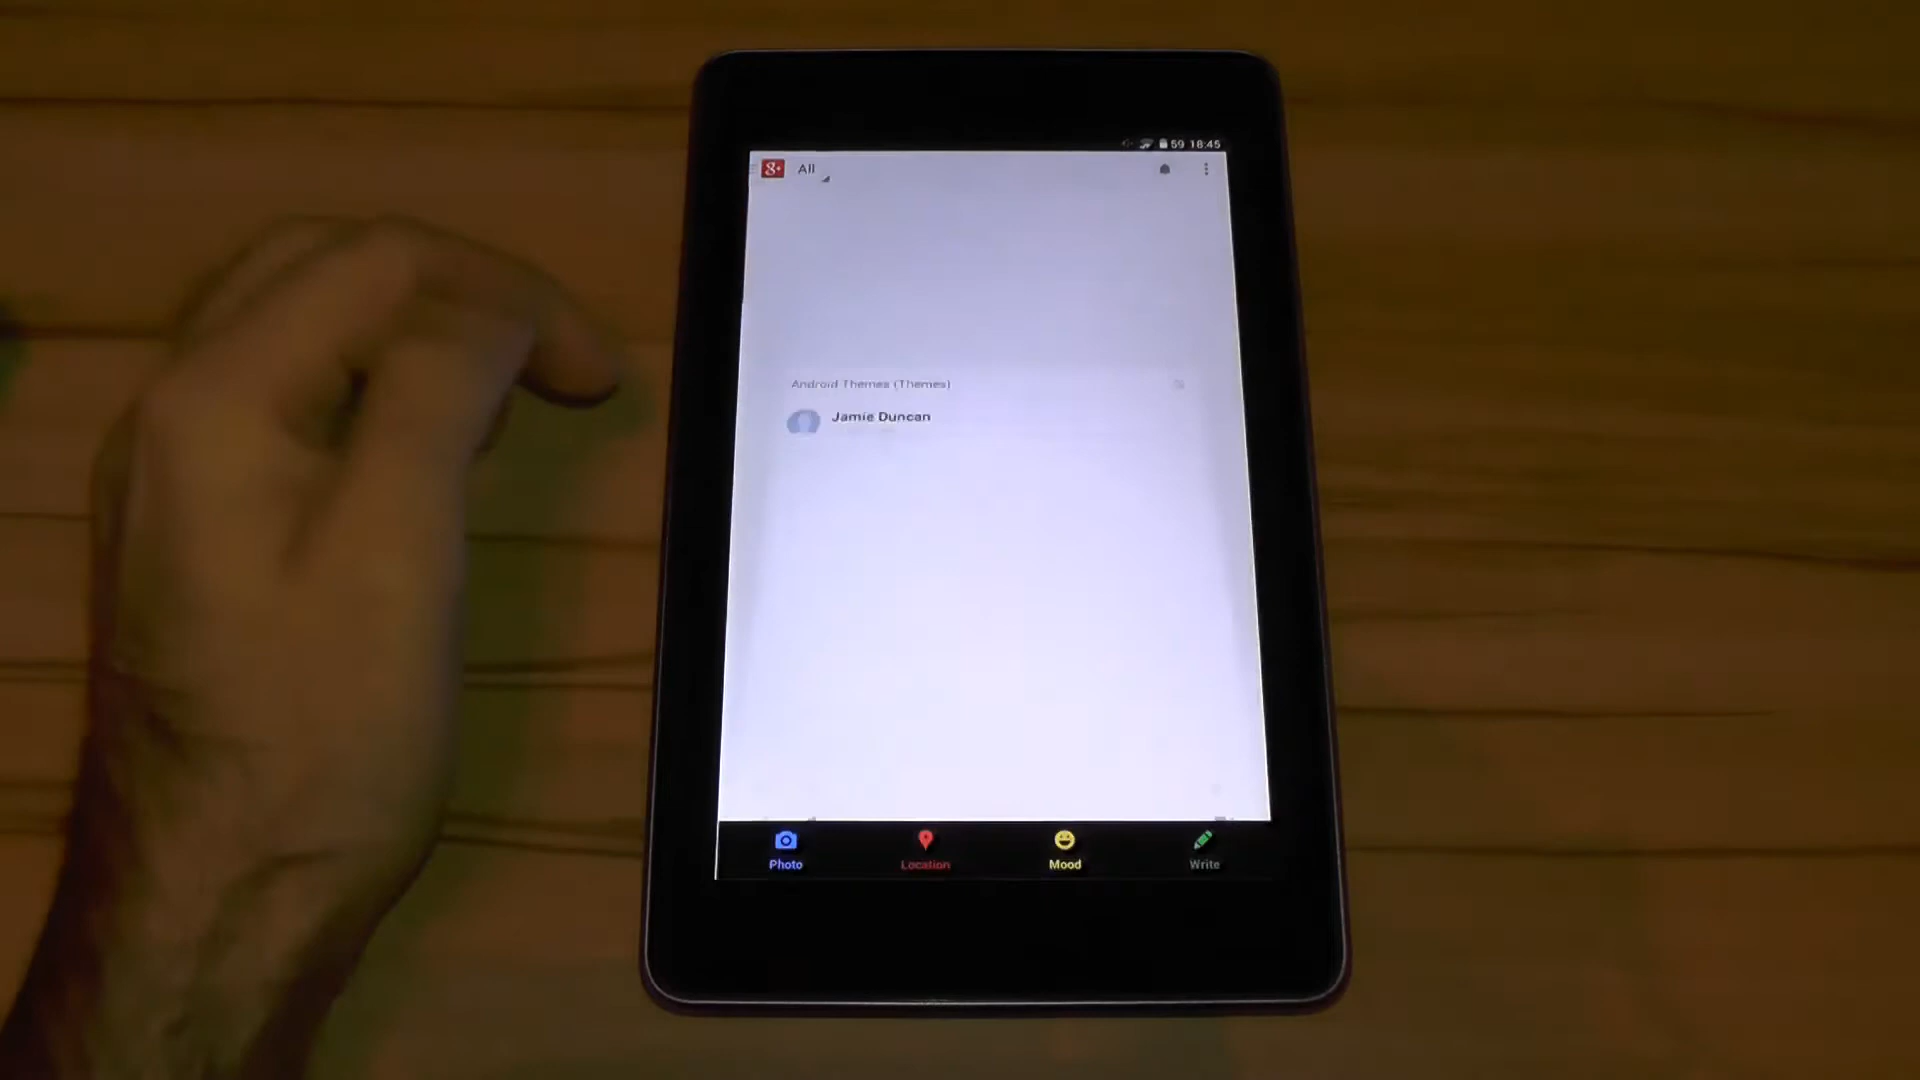 59 18:45
g+ All
Android Themes (Themes)
Jamie Duncan
Photo Location Mood Write